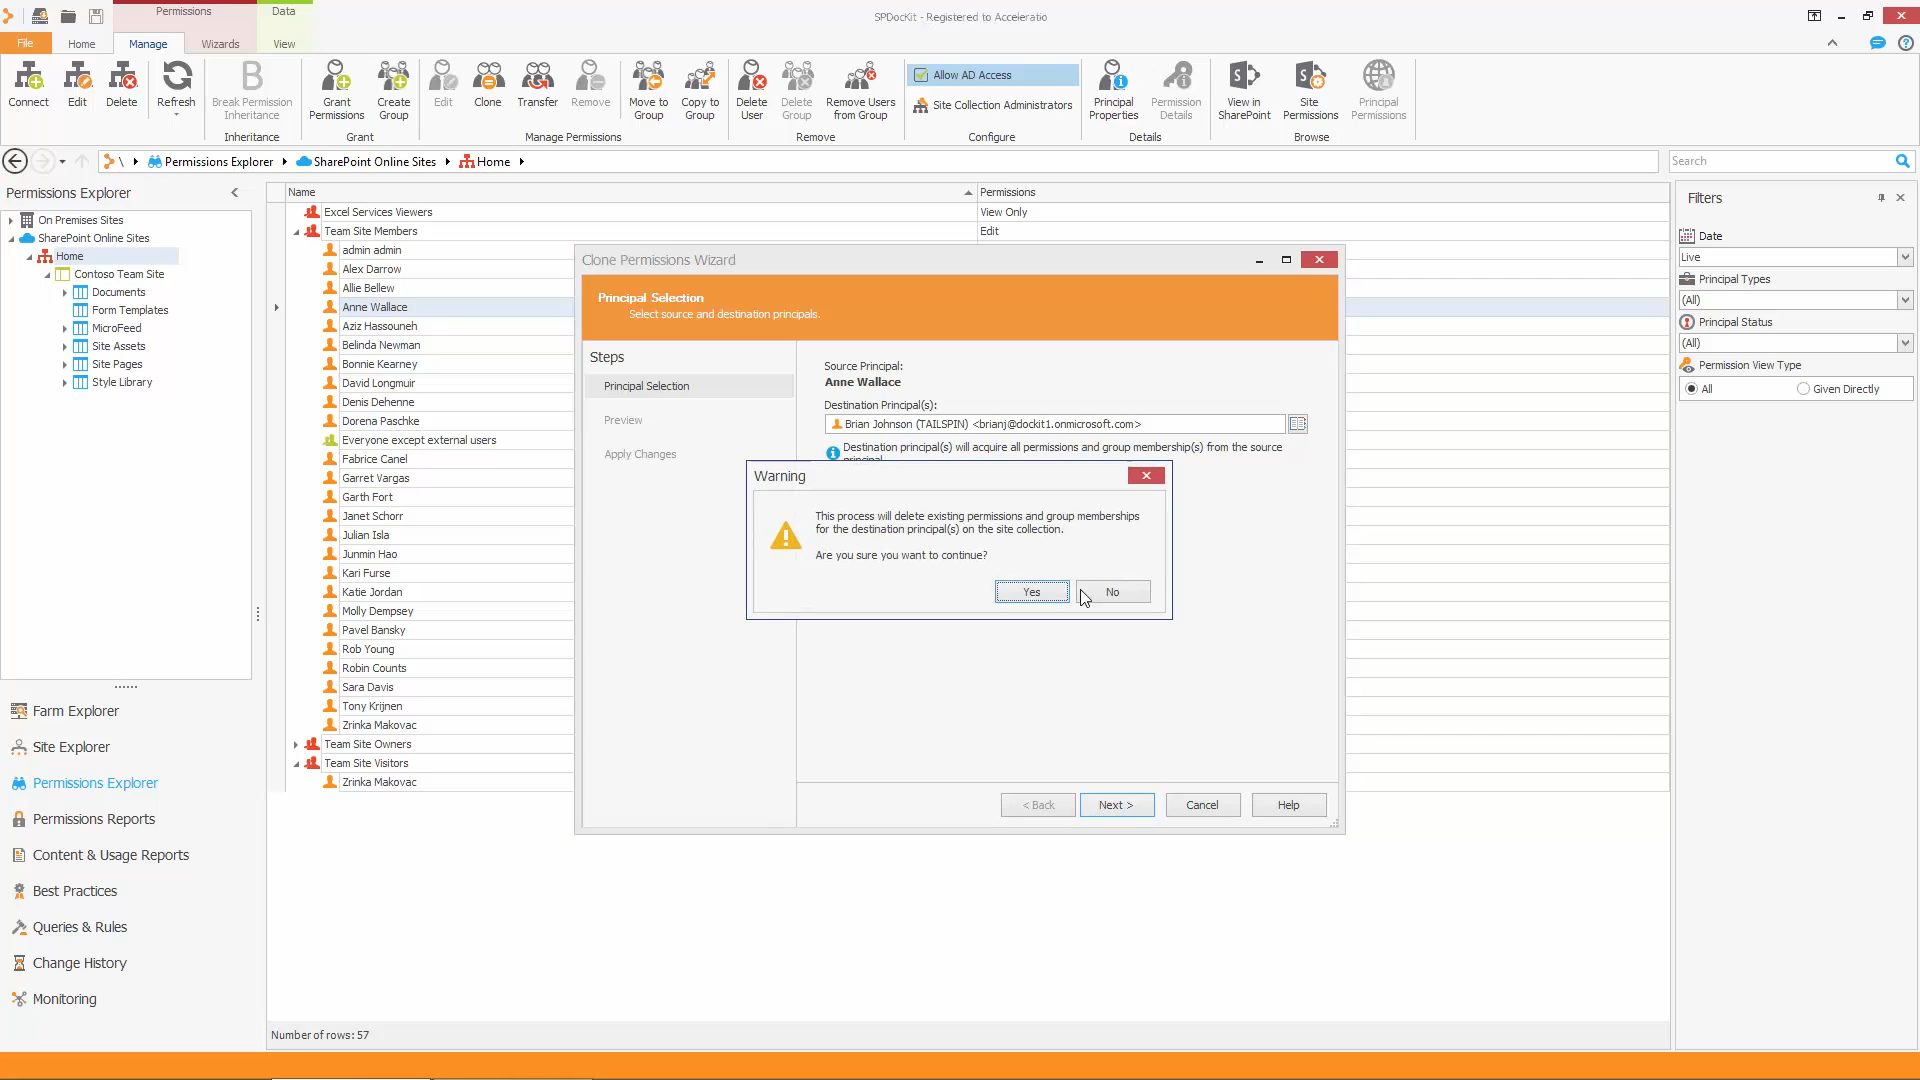 Permissions
Data
SPDocKit - Registered to Acceleratio
File
Home
Manage
Wizards
View
Connect
Edit
Delete
Refresh
Break Permission
Inheritance
Grant
Permissions
Create
Group
Edit
Clone
Transfer
Remove
Move to
Group
Copy to
Group
Delete
User
Delete
Group
Remove Users
from Group
Allow AD Access
Site Collection Administrators
Principal
Properties
Permission
Details
View in
SharePoint
Site
Permissions
Principal
Permissions
Inheritance
Grant
Manage Permissions
Remove
Configure
Details
Browse
\
Permissions Explorer
SharePoint Online Sites
Home
Search
Permissions Explorer
On Premises Sites
SharePoint Online Sites
Home
Contoso Team Site
Documents
Form Templates
MicroFeed
Site Assets
Site Pages
Style Library
Farm Explorer
Site Explorer
Permissions Explorer
Permissions Reports
Content & Usage Reports
Best Practices
Queries & Rules
Change History
Monitoring
Name
Permissions
Excel Services Viewers
View Only
Team Site Members
Edit
admin admin
Alex Darrow
Allie Bellew
Anne Wallace
Aziz Hassouneh
Belinda Newman
Bonnie Kearney
David Longmuir
Denis Dehenne
Dorena Paschke
Everyone except external users
Fabrice Canel
Garret Vargas
Garth Fort
Janet Schorr
Julian Isla
Junmin Hao
Kari Furse
Katie Jordan
Molly Dempsey
Pavel Bansky
Rob Young
Robin Counts
Sara Davis
Tony Krijnen
Zrinka Makovac
Team Site Owners
Team Site Visitors
Zrinka Makovac
Number of rows: 57
Clone Permissions Wizard
Principal Selection
Select source and destination principals.
Steps
Principal Selection
Preview
Apply Changes
Source Principal:
Anne Wallace
Destination Principal(s):
Brian Johnson (TAILSPIN) <brianj@dockit1.onmicrosoft.com>
Destination principal(s) will acquire all permissions and group membership(s) from the source
principal.
Warning
This process will delete existing permissions and group memberships
for the destination principal(s) on the site collection.
Are you sure you want to continue?
Yes
No
< Back
Next >
Cancel
Help
Filters
Date
Live
Principal Types
(All)
Principal Status
(All)
Permission View Type
All
Given Directly